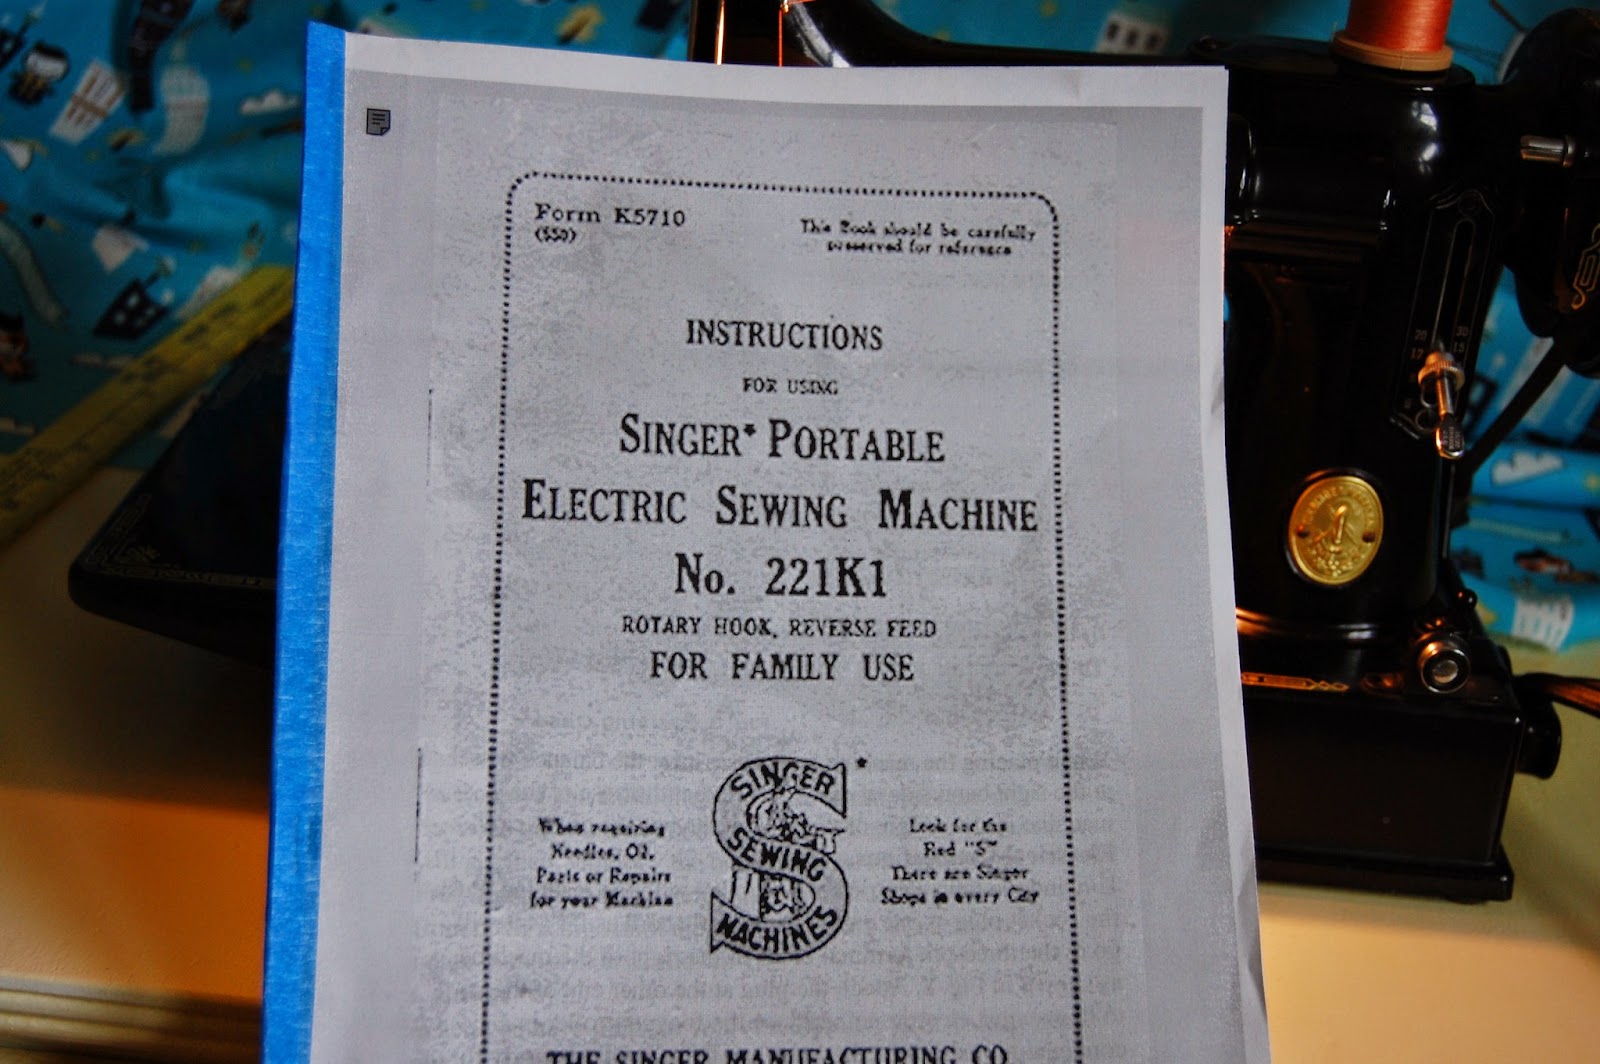 Form K5710
(550)
This Book should be carefully
preserved for reference
INSTRUCTIONS
FOR USING
SINGER* PORTABLE
ELECTRIC SEWING MACHINE
No. 221K1
ROTARY HOOK, REVERSE FEED
FOR FAMILY USE
SINGER
SEWING
MACHINES
*
When requiring
Needles, Oil,
Parts or Repairs
for your Machine
Look for the
Red "S"
There are Singer
Shops in every City
THE SINGER MANUFACTURING CO.